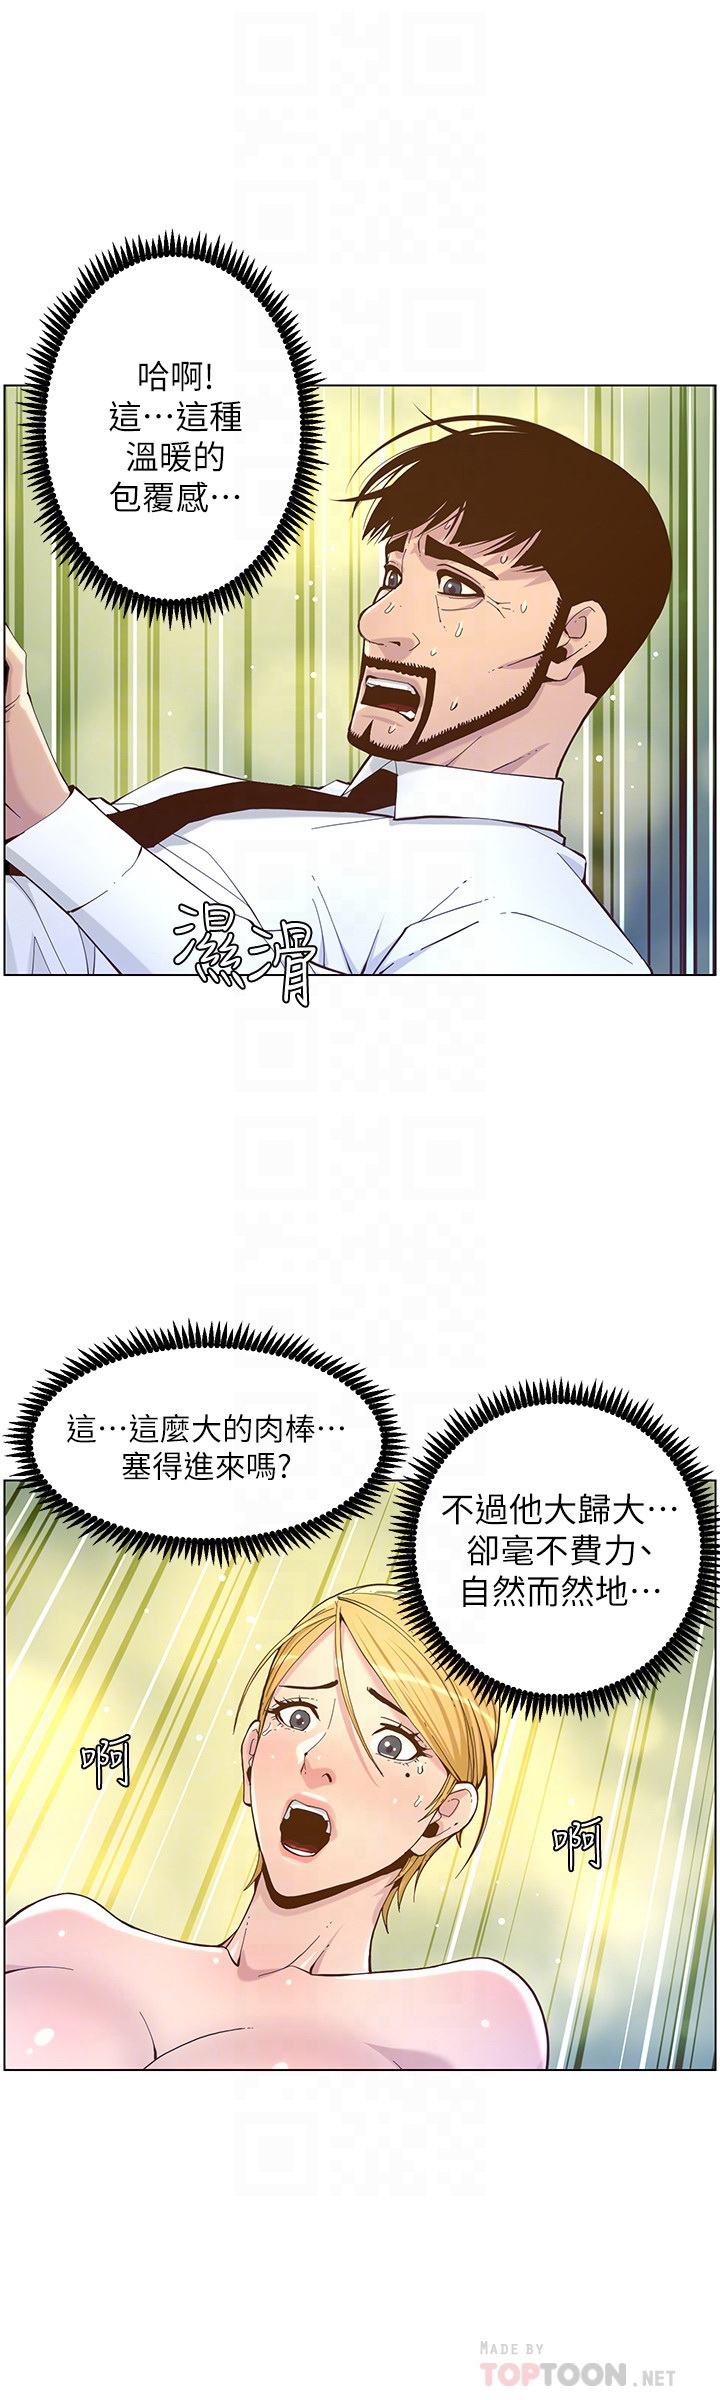 哈啊!
這⋯這種
溫暖的
包覆感⋯
濕滑
這⋯這麼大的肉棒⋯
塞得進來嗎?
不過他大歸大⋯
卻毫不費力、
自然而然地⋯
啊
啊
MADE BY
TOPTOON.NET